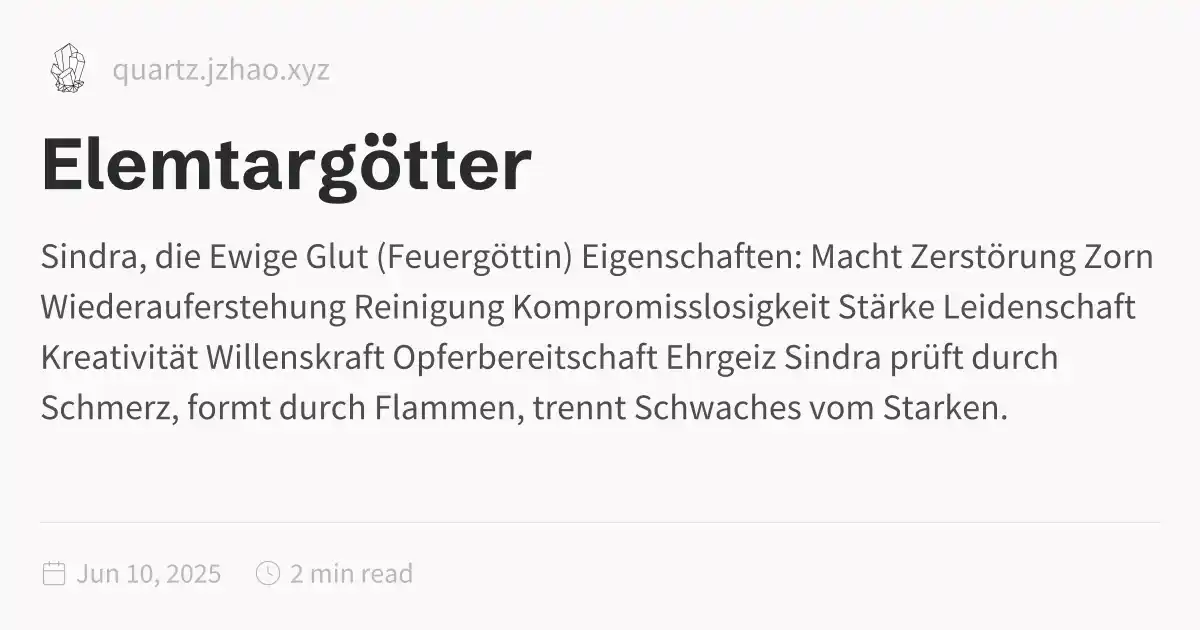 quartz.jzhao.xyz
Elemtargötter
Sindra, die Ewige Glut (Feuergöttin) Eigenschaften: Macht Zerstörung Zorn
Wiederauferstehung Reinigung Kompromisslosigkeit Stärke Leidenschaft
Kreativität Willenskraft Opferbereitschaft Ehrgeiz Sindra prüft durch
Schmerz, formt durch Flammen, trennt Schwaches vom Starken.
Jun 10, 2025 2 min read